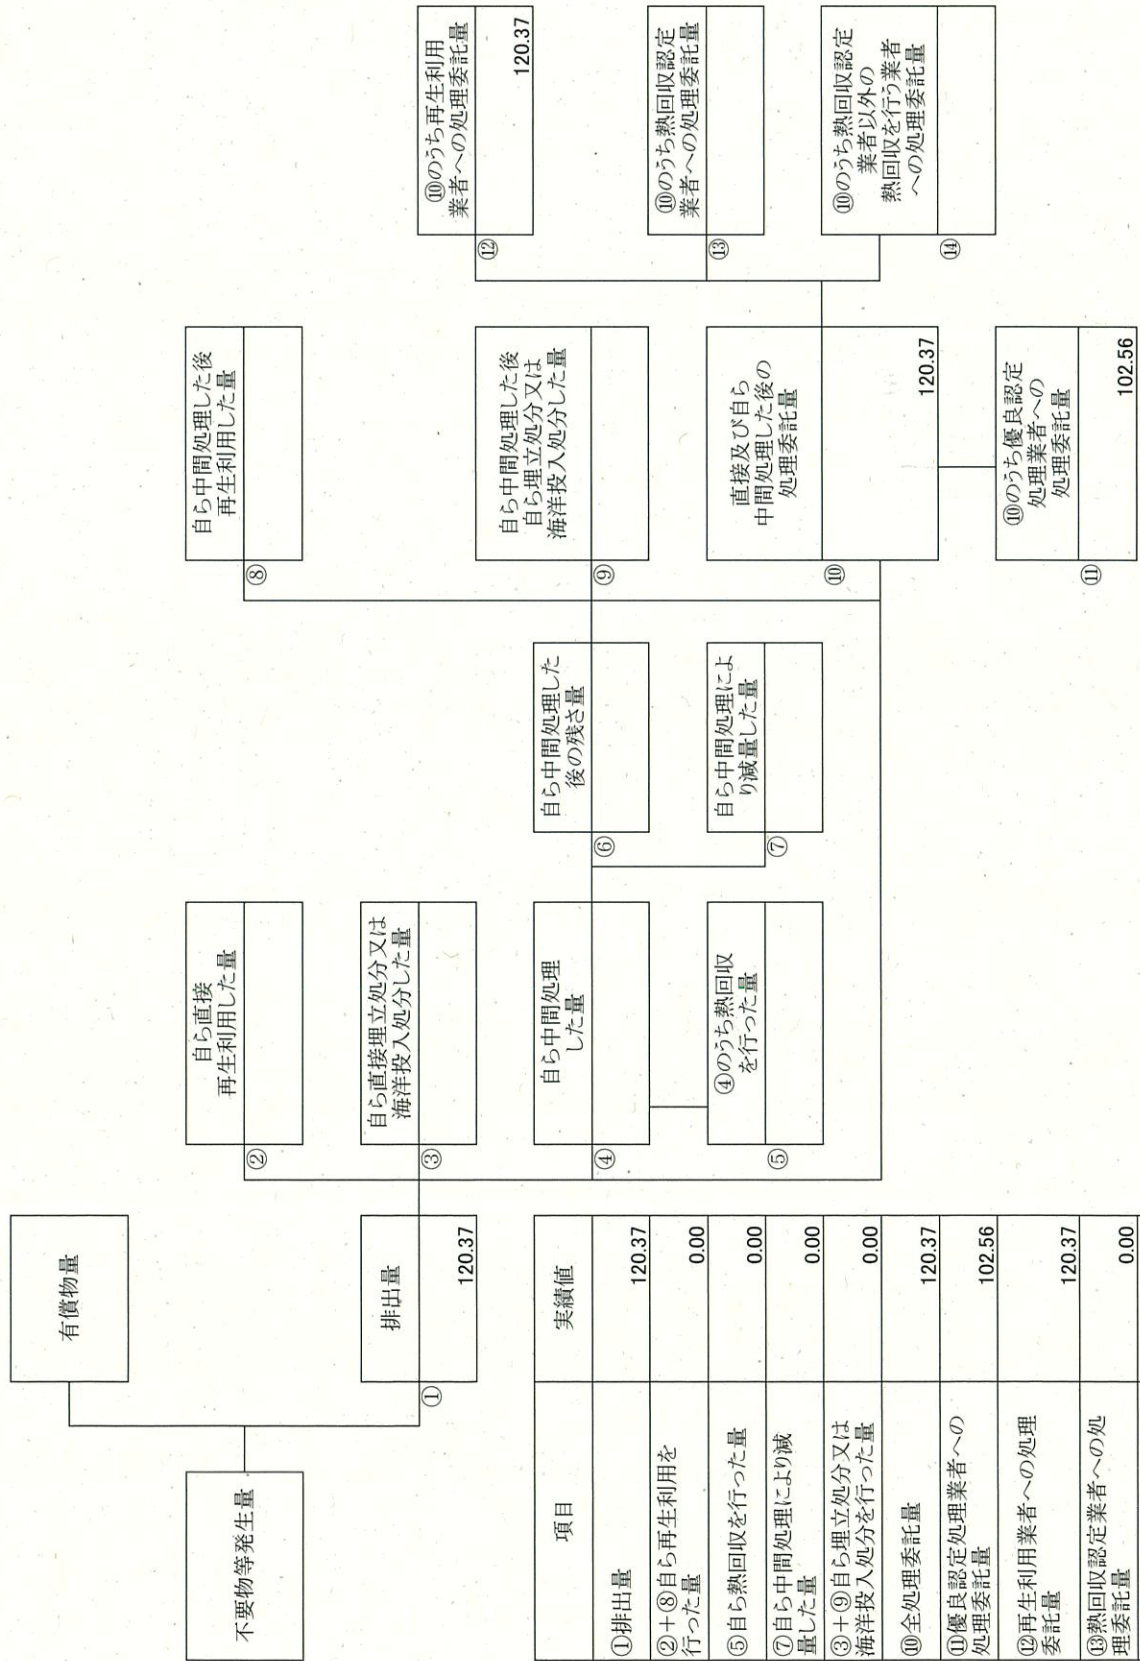 有償物量
不要物等発生量
排出量
①
120.37
自ら直接
再生利用した量
②
自ら直接埋立処分又は
海洋投入処分した量
③
自ら中間処理
した量
④
④のうち熱回収
を行った量
⑤
自ら中間処理した
後の残さ量
⑥
自ら中間処理によ
り減量した量
⑦
自ら中間処理した後
再生利用した量
⑧
自ら中間処理した後
自ら埋立処分又は
海洋投入処分した量
⑨
直接及び自ら
中間処理した後の
処理委託量
⑩
120.37
⑩のうち優良認定
処理業者への
処理委託量
⑪
102.56
⑩のうち再生利用
業者への処理委託量
⑫
120.37
⑩のうち熱回収認定
業者への処理委託量
⑬
⑩のうち熱回収認定
業者以外の
熱回収を行う業者
への処理委託量
⑭
項目 実績値
①排出量 120.37
②+⑧自ら再生利用を
行った量 0.00
⑤自ら熱回収を行った量 0.00
⑦自ら中間処理により減
量した量 0.00
③+⑨自ら埋立処分又は
海洋投入処分を行った量 0.00
⑩全処理委託量 120.37
⑪優良認定処理業者への
処理委託量 102.56
⑫再生利用業者への処理
委託量 120.37
⑬熱回収認定業者への処
理委託量 0.00